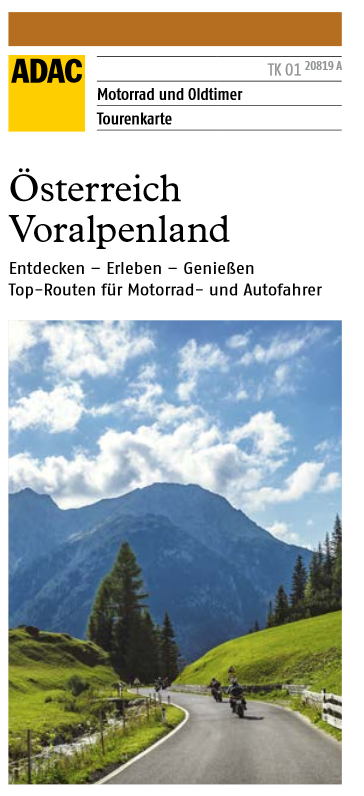 ADAC
TK 01 20819 A
Motorrad und Oldtimer
Tourenkarte
Österreich
Voralpenland
Entdecken – Erleben – Genießen
Top-Routen für Motorrad- und Autofahrer